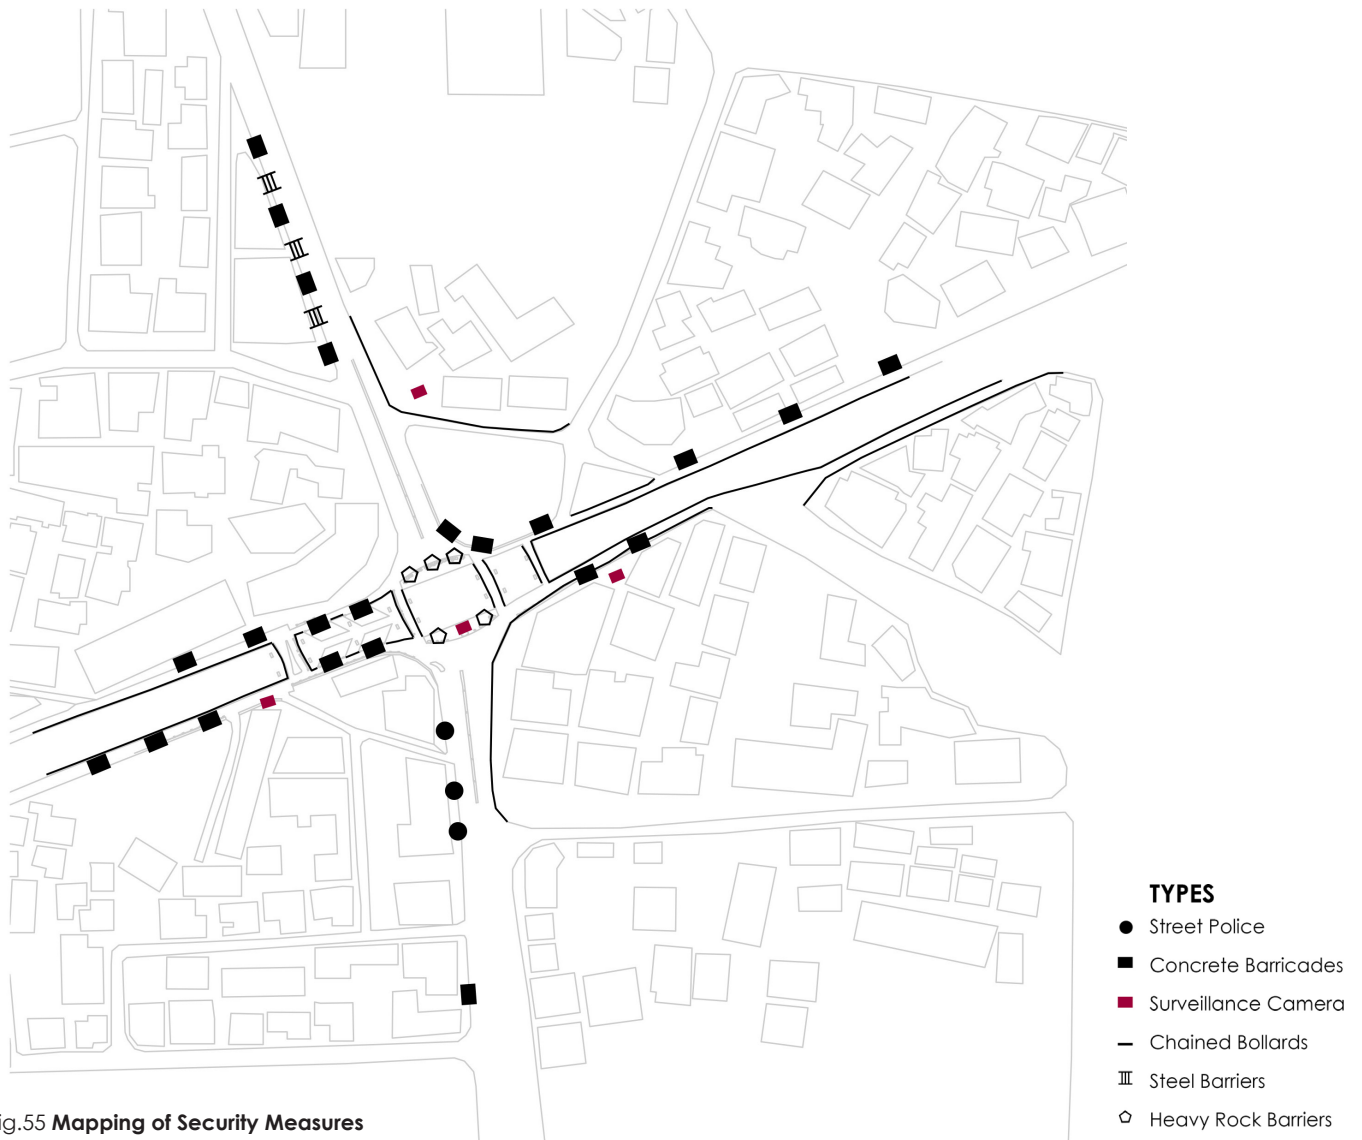 TYPES
Street Police
Concrete Barricades
Surveillance Camera
Chained Bollards
Steel Barriers
Heavy Rock Barriers
ig.55 Mapping of Security Measures